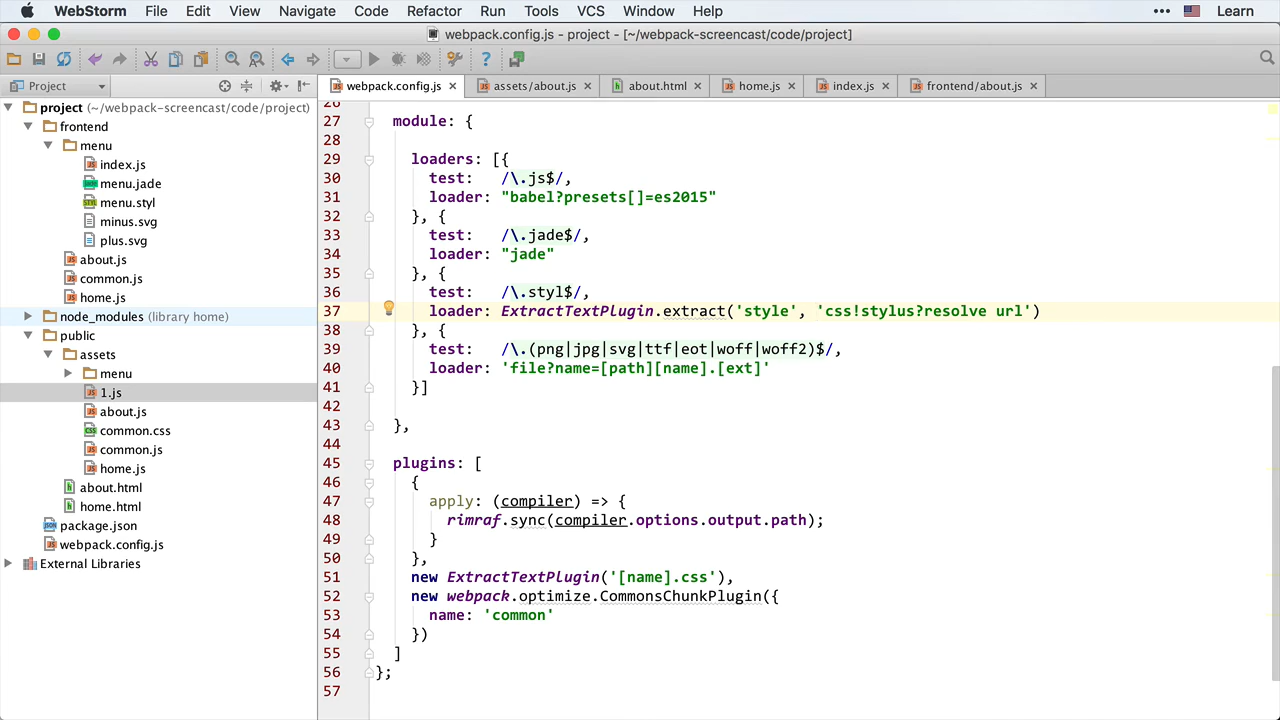 WebStorm File Edit View Navigate Code Refactor Run Tools VCS Window Help ••• Learn
webpack.config.js - project - [~/webpack-screencast/code/project]
Project
webpack.config.js assets/about.js about.html home.js index.js frontend/about.js
project (~/webpack-screencast/code/project)
frontend
menu
index.js
menu.jade
menu.styl
minus.svg
plus.svg
about.js
common.js
home.js
node_modules (library home)
public
assets
menu
1.js
about.js
common.css
common.js
home.js
about.html
home.html
package.json
webpack.config.js
External Libraries
26
27 module: {
28
29 loaders: [{
30 test: /\.js$/,
31 loader: "babel?presets[]=es2015"
32 }, {
33 test: /\.jade$/,
34 loader: "jade"
35 }, {
36 test: /\.styl$/,
37 loader: ExtractTextPlugin.extract('style', 'css!stylus?resolve url')
38 }, {
39 test: /\.(png|jpg|svg|ttf|eot|woff|woff2)$/,
40 loader: 'file?name=[path][name].[ext]'
41 }]
42
43 },
44
45 plugins: [
46 {
47 apply: (compiler) => {
48 rimraf.sync(compiler.options.output.path);
49 }
50 },
51 new ExtractTextPlugin('[name].css'),
52 new webpack.optimize.CommonsChunkPlugin({
53 name: 'common'
54 })
55 ]
56 };
57